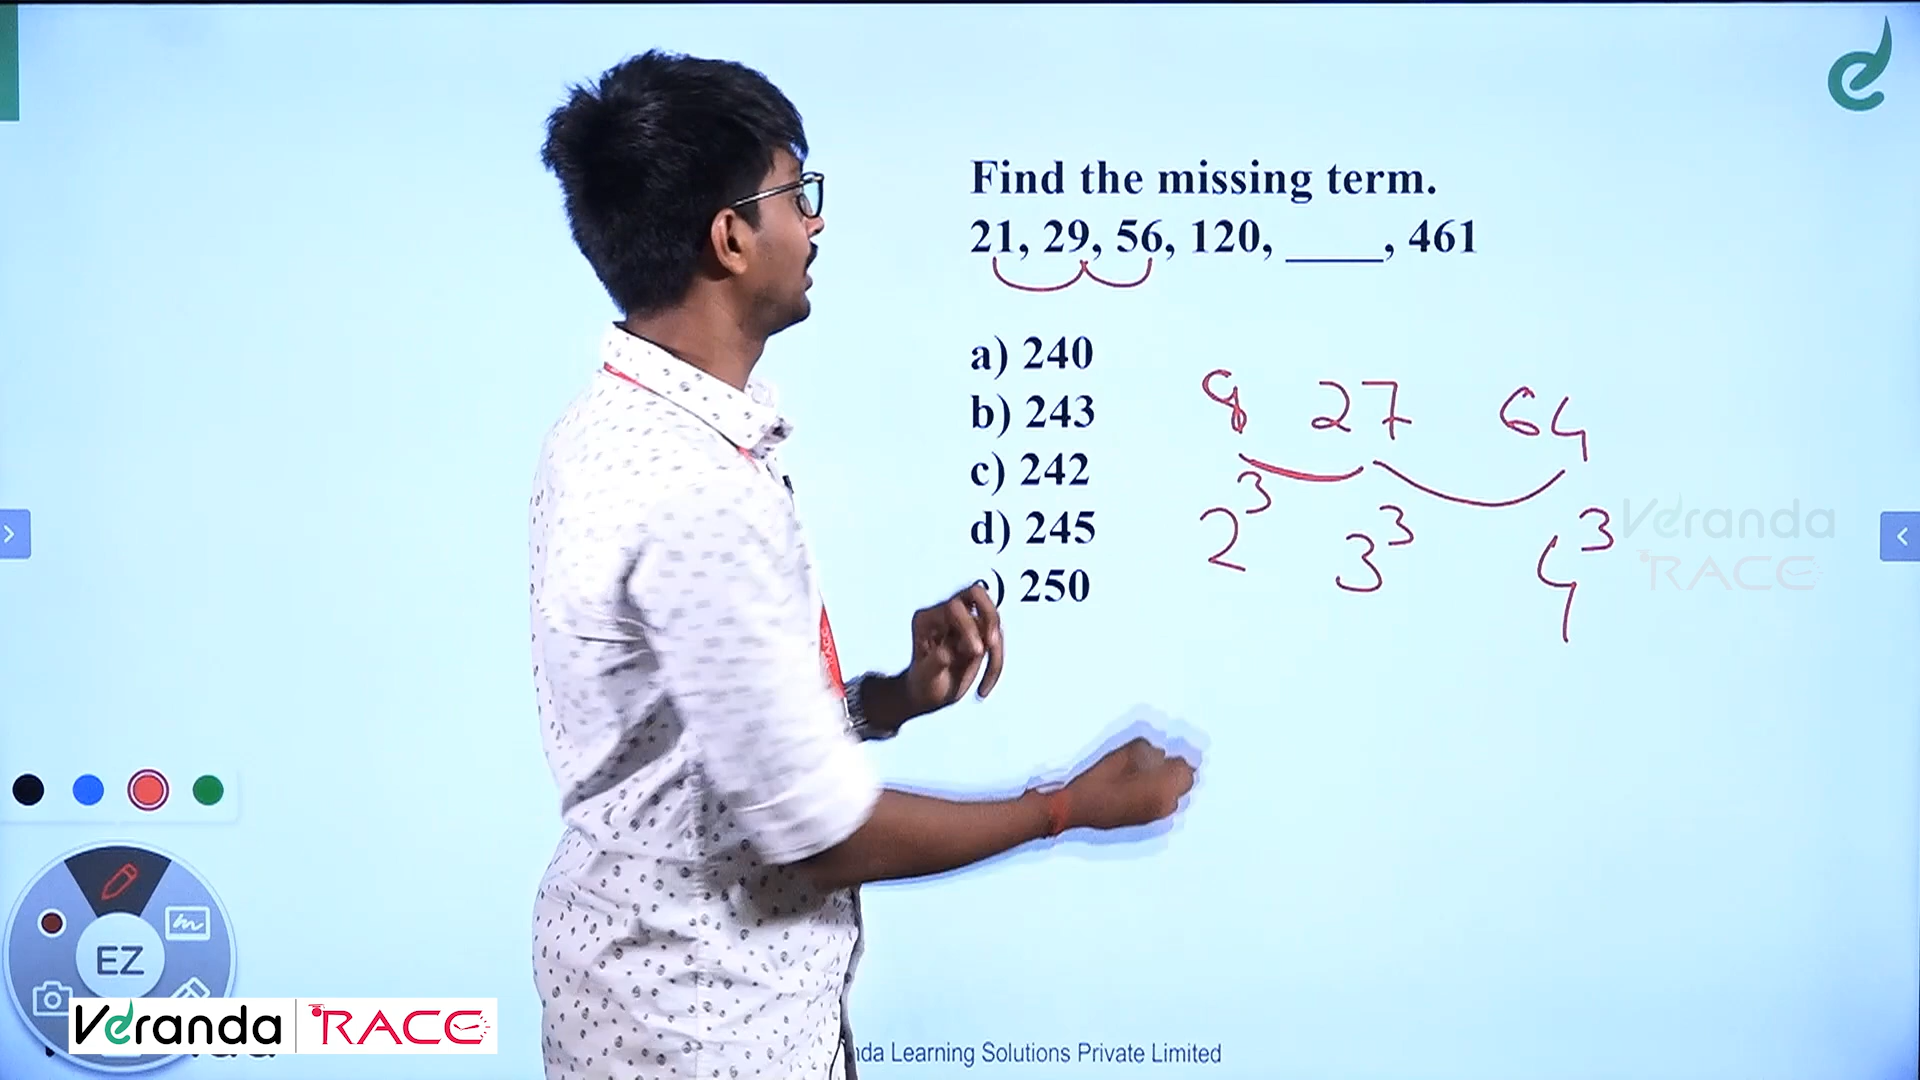 Find the missing term.
21, 29, 56, 120, ____, 461
a) 240
b) 243
c) 242
d) 245
e) 250
8 27 64
2³ 3³ 4³
Veranda
RACE
EZ
Veranda RACE
Learning Solutions Private Limited